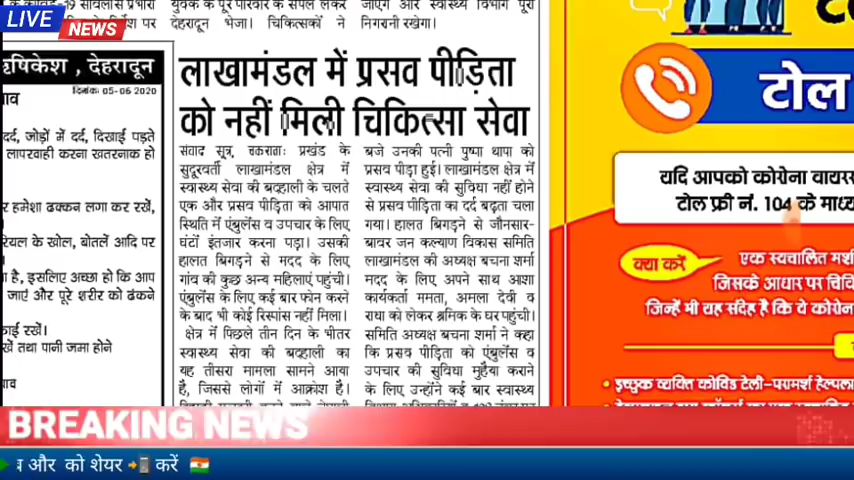 LIVE
NEWS
युवक के पूरे परिवार के सैंपल लेकर
देहरादून भेजा। चिकित्सकों ने
जाएंगे और स्वास्थ्य विभाग पूरी
निगरानी रखेगा।
ऋषिकेश, देहरादून
दिनांकः 05-06 2020
दर्द, जोड़ों में दर्द, दिखाई पड़ते
लापरवाही करना खतरनाक हो
हमेशा ढक्कन लगा कर रखें,
के खोल, बोतलें आदि पर
है, इसलिए अच्छा हो कि आप
जाएं और पूरे शरीर को ढंकने
रखें।
तथा पानी जमा होने
लाखामंडल में प्रसव पीड़िता
को नहीं मिली चिकित्सा सेवा
संवाद सूत्र, चकराताः प्रखंड के
सुदूरवर्ती लाखामंडल क्षेत्र में
स्वास्थ्य सेवा की बदहाली के चलते
एक और प्रसव पीड़िता को आपात
स्थिति में एंबुलेंस व उपचार के लिए
घंटों इंतजार करना पड़ा। उसकी
हालत बिगड़ने से मदद के लिए
गांव की कुछ अन्य महिलाएं पहुंची।
एंबुलेंस के लिए कई बार फोन करने
के बाद भी कोई रिस्पांस नहीं मिला।
क्षेत्र में पिछले तीन दिन के भीतर
स्वास्थ्य सेवा की बदहाली का
यह तीसरा मामला सामने आया
है, जिससे लोगों में आक्रोश है।
बजे उनकी पत्नी पुष्पा थापा को
प्रसव पीड़ा हुई। लाखामंडल क्षेत्र में
स्वास्थ्य सेवा की सुविधा नहीं होने
से प्रसव पीड़िता का दर्द बढ़ता चला
गया। हालत बिगड़ने से जौनसार-
बावर जन कल्याण विकास समिति
लाखामंडल की अध्यक्ष बचना शर्मा
मदद के लिए अपने साथ आशा
कार्यकर्ता ममता, अमला देवी व
राधा को लेकर श्रमिक के घर पहुंची।
समिति अध्यक्ष बचना शर्मा ने कहा
कि प्रसव पीड़िता को एंबुलेंस व
उपचार की सुविधा मुहैया कराने
के लिए उन्होंने कई बार स्वास्थ्य
टोल
यदि आपको कोरोना वायरस
टोल फ्री नं. 104 के माध्य
क्या करें
एक स्वचालित मशी
जिसके आधार पर चिकि
जिन्हें भी यह संदेह है कि वे कोरोना
• इच्छुक व्यक्ति कोविड टेली-परामर्श हेल्पला
BREAKING NEWS
और को शेयर करें